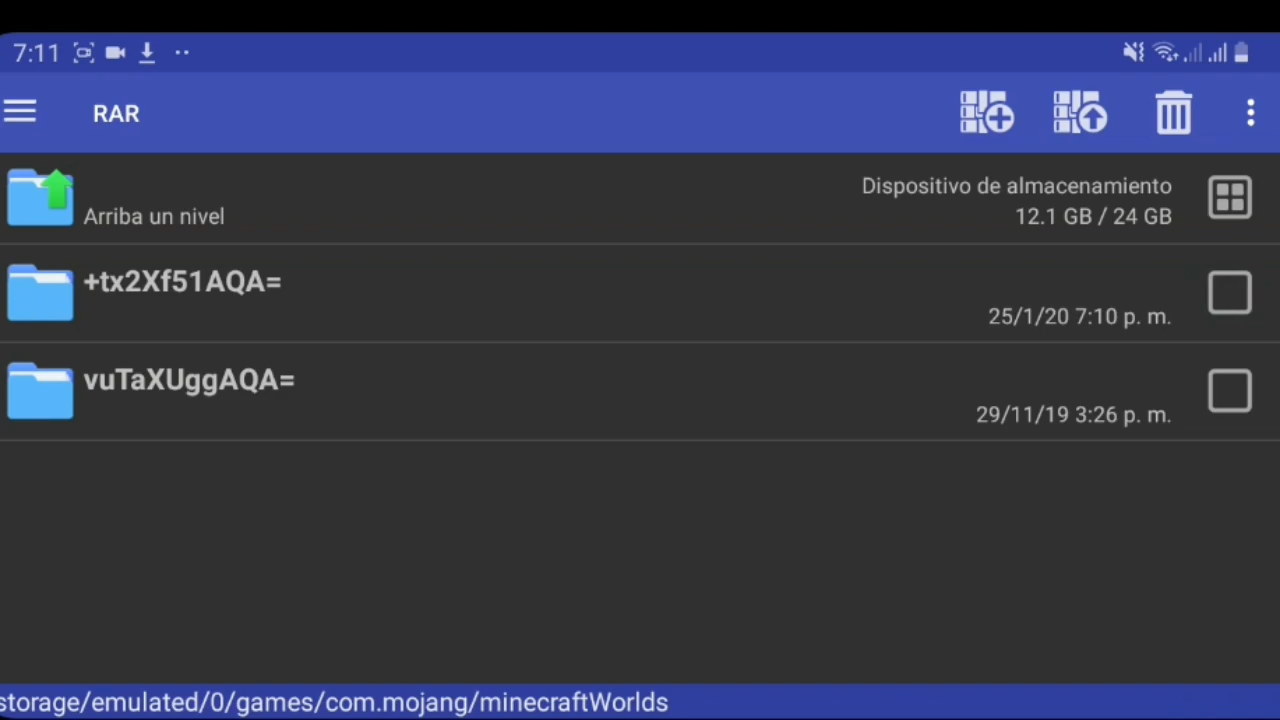 7:11
RAR
Arriba un nivel
Dispositivo de almacenamiento
12.1 GB / 24 GB
+tx2Xf51AQA=
25/1/20 7:10 p. m.
vuTaXUggAQA=
29/11/19 3:26 p. m.
storage/emulated/0/games/com.mojang/minecraftWorlds